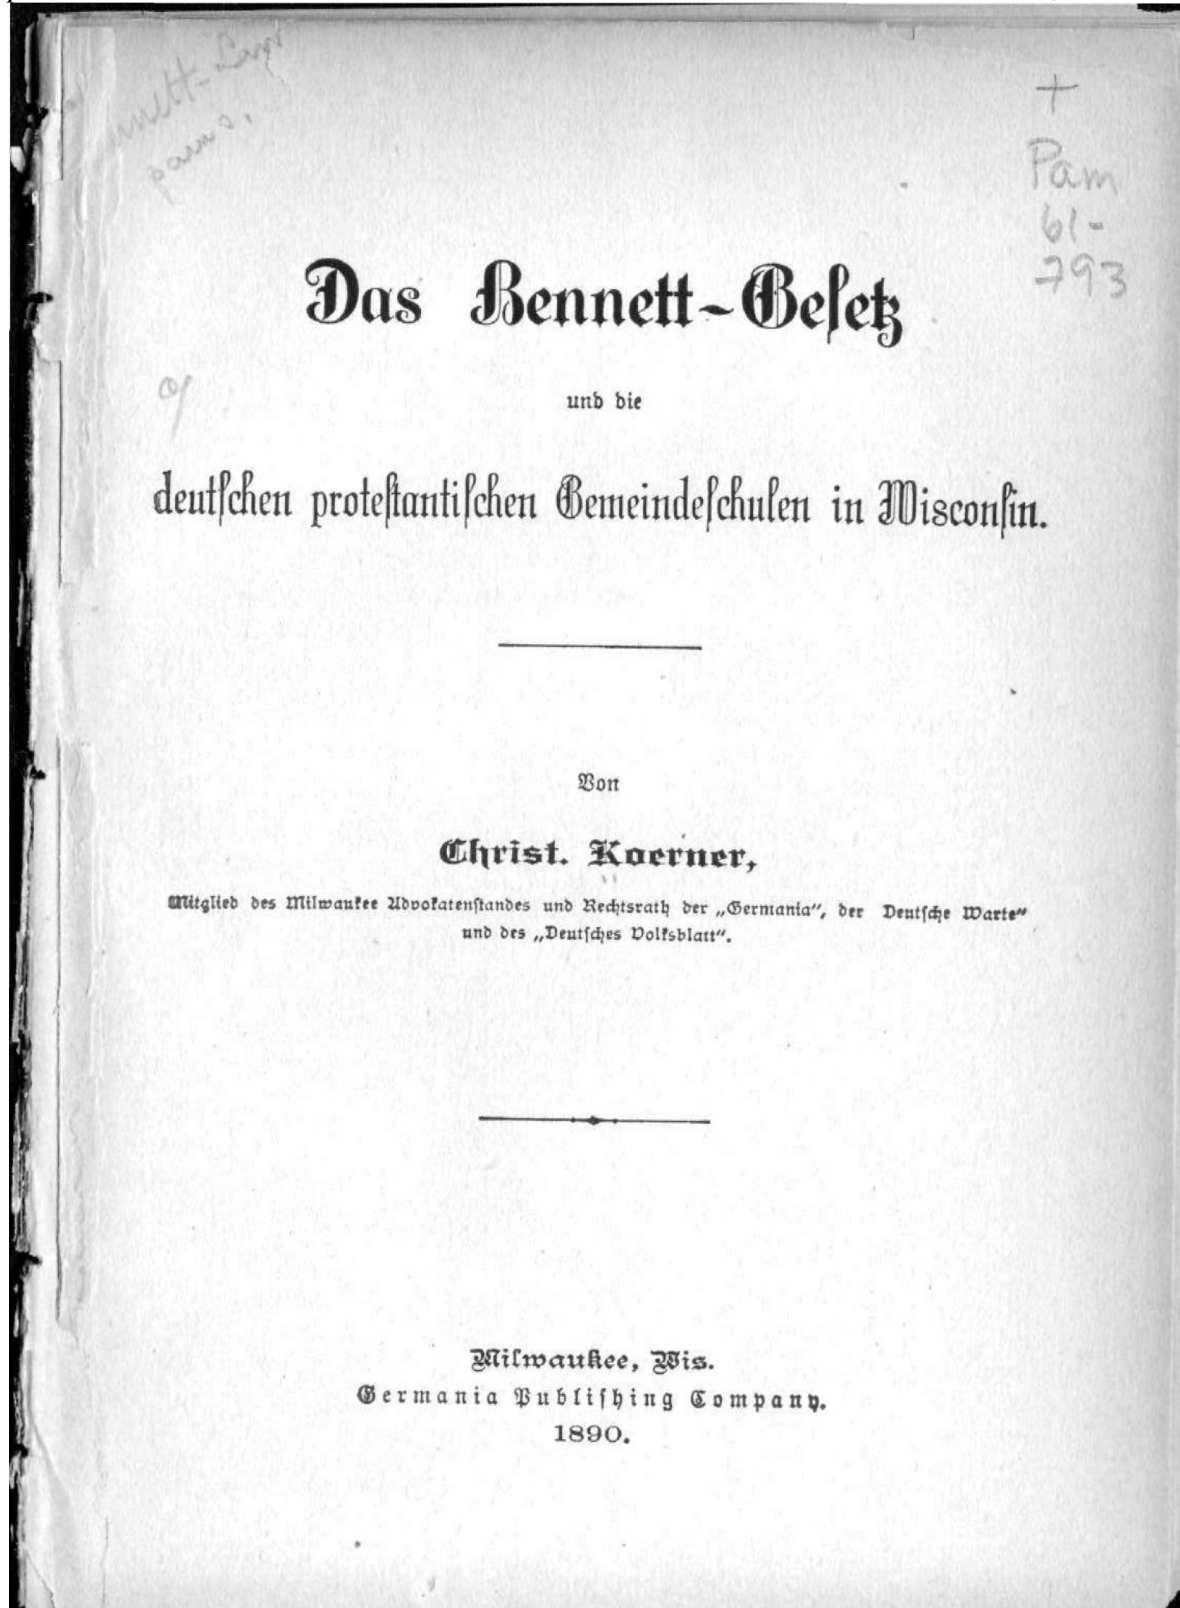 +
Pam
61-
793
pams.
Das Bennett-Geſetz
und die
deutſchen proteſtantiſchen Gemeindeſchulen in Wisconſin.
Von
Chriſt. Koerner,
Mitglied des Milwaukee Advokatenſtandes und Rechtsrath der „Germania“, der Deutſche Warte“
und des „Deutſches Volksblatt“.
Milwaukee, Wis.
Germania Publiſhing Company.
1890.